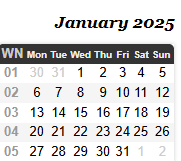 January 2025
WN Mon Tue Wed Thu Fri Sat Sun
01 30 31 1 2 3 4 5
02 6 7 8 9 10 11 12
03 13 14 15 16 17 18 19
04 20 21 22 23 24 25 26
05 27 28 29 30 31 1 2